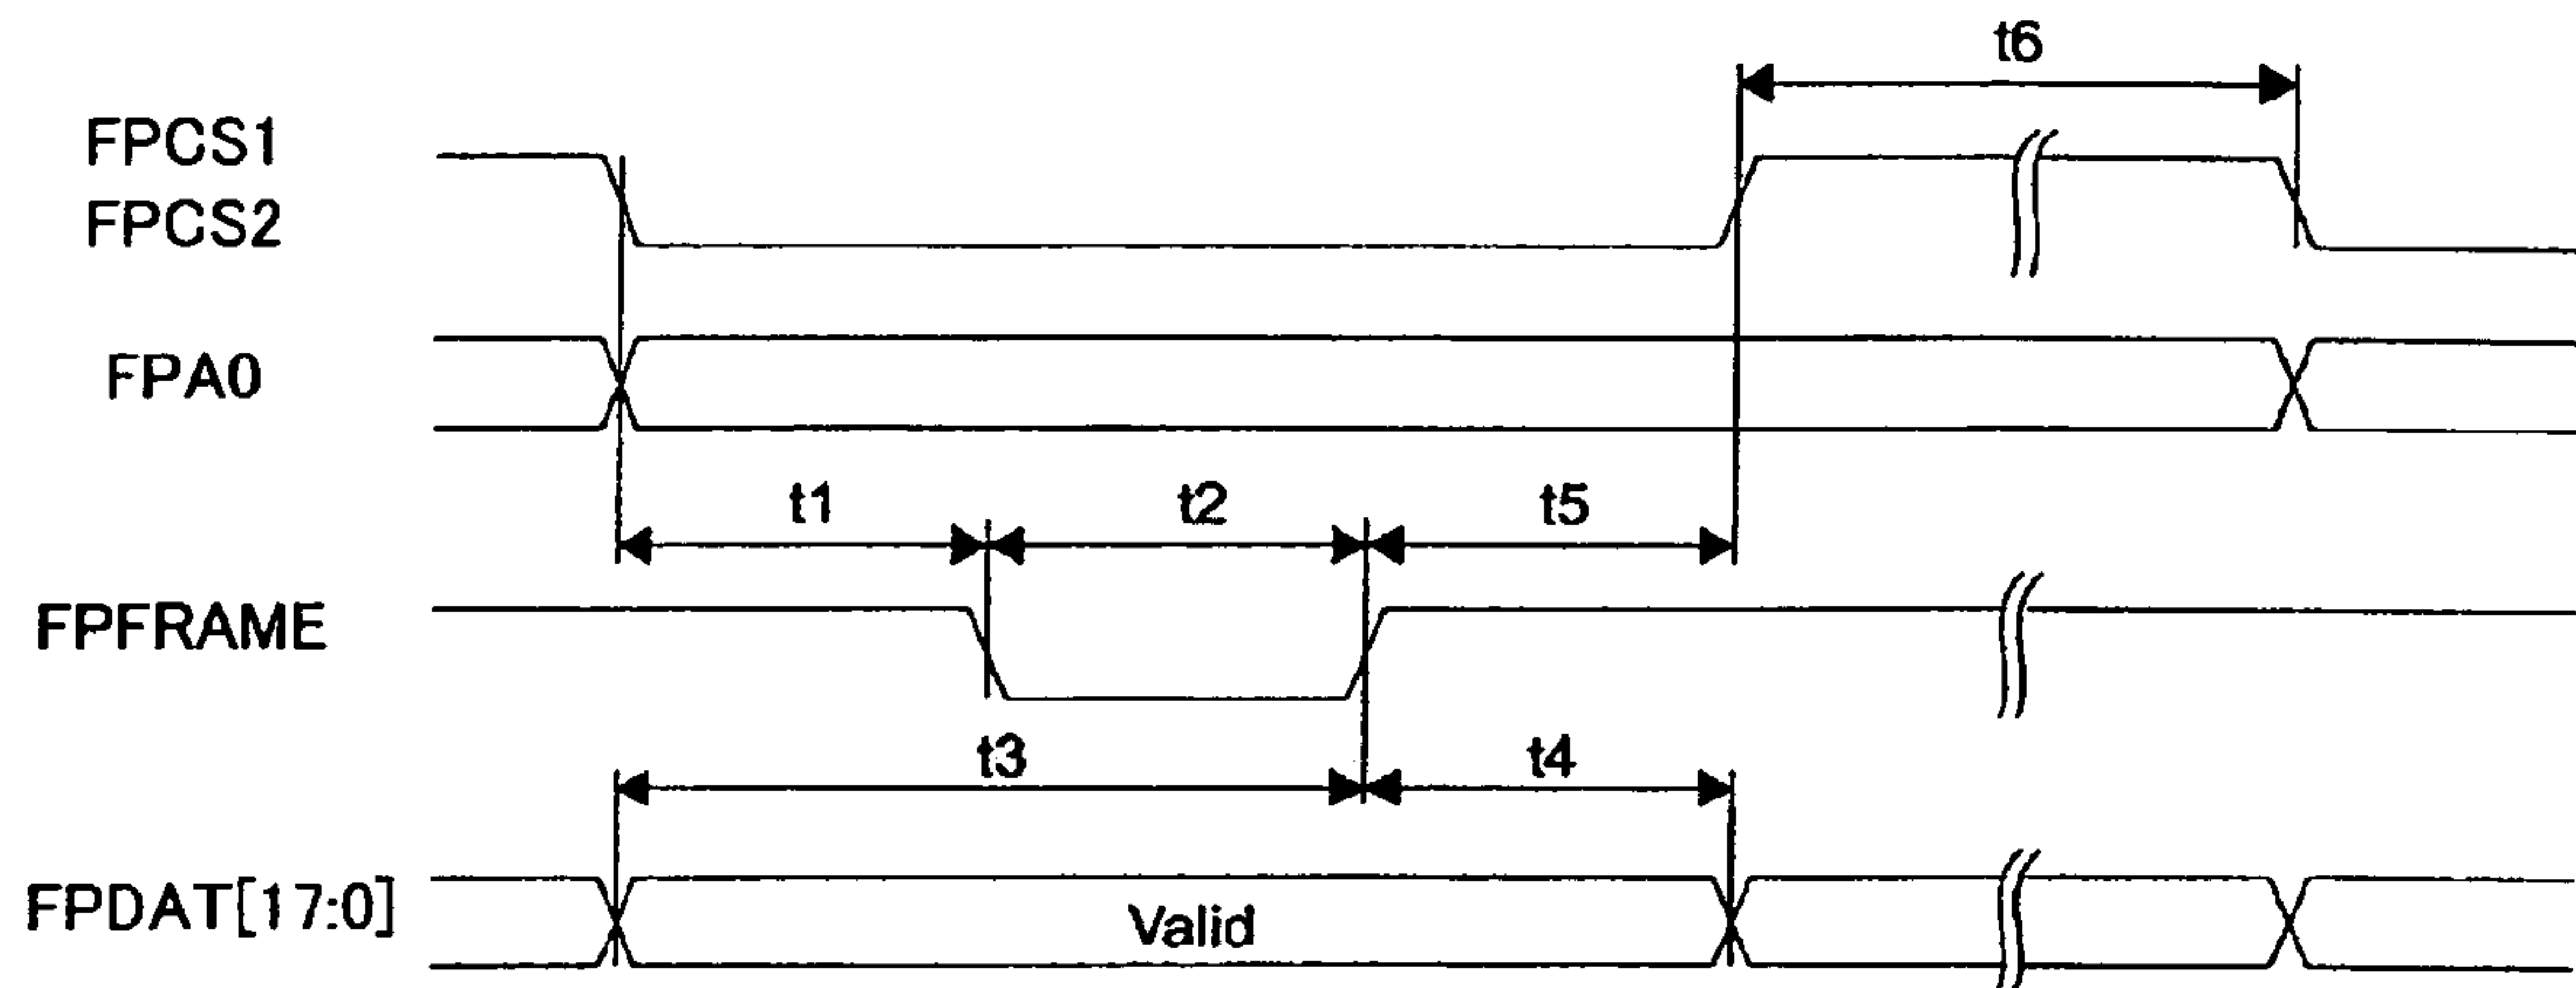 t6
FPCS1
FPCS2
FPA0
t1 t2 t5
FPFRAME
t3 t4
FPDAT[17:0] Valid